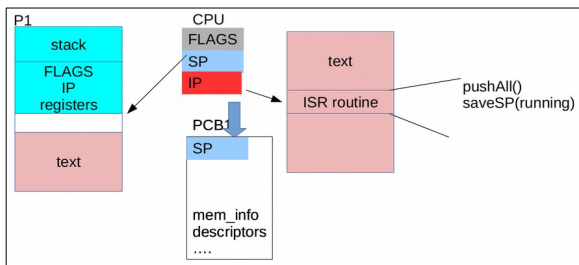 P1
stack
FLAGS
IP
registers
text
CPU
FLAGS
SP
IP
PCB1
SP
mem_info
descriptors
....
text
ISR routine
pushAll()
saveSP(running)